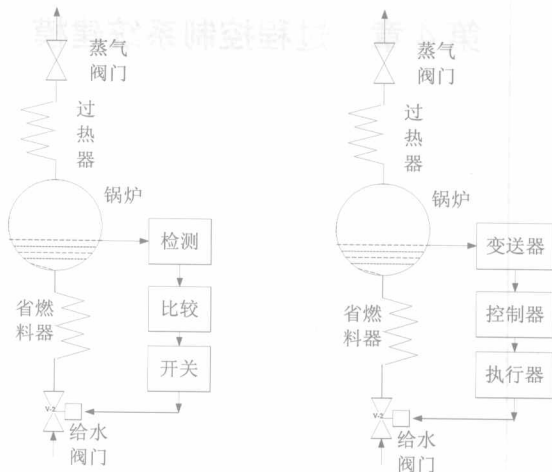 蒸气
阀门
过
热
器
锅炉
检测
省燃
料器
比较
开关
V-2
给水
阀门
蒸气
阀门
过
热
器
锅炉
变送器
省燃
料器
控制器
执行器
V-2
给水
阀门